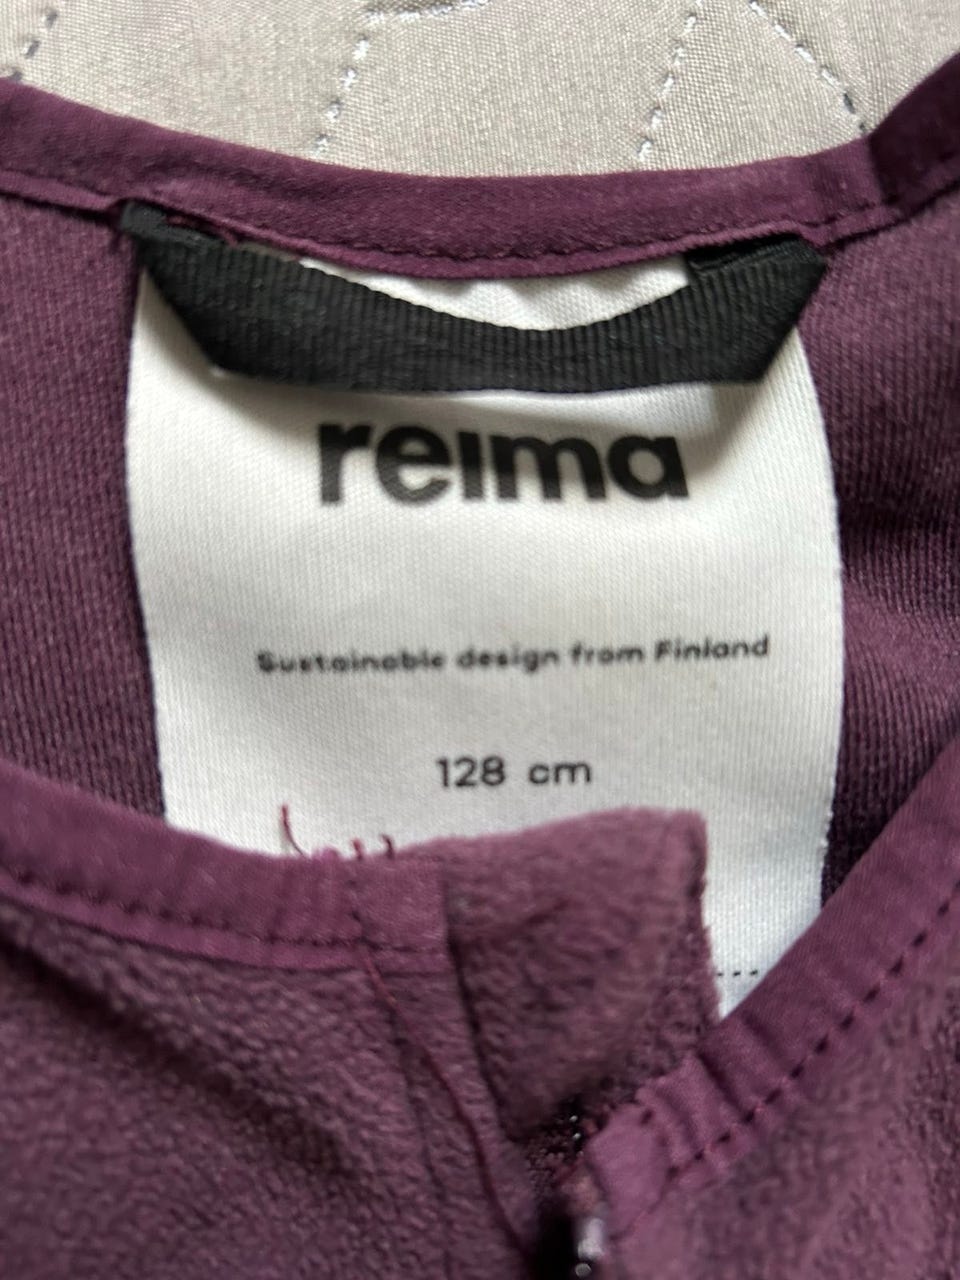 reima
Sustainable design from Finland
128 cm